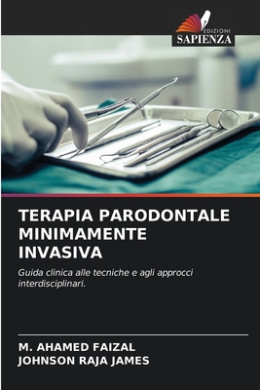 EDIZIONI
SAPIENZA
TERAPIA PARODONTALE
MINIMAMENTE
INVASIVA
Guida clinica alle tecniche e agli approcci
interdisciplinari.
M. AHAMED FAIZAL
JOHNSON RAJA JAMES